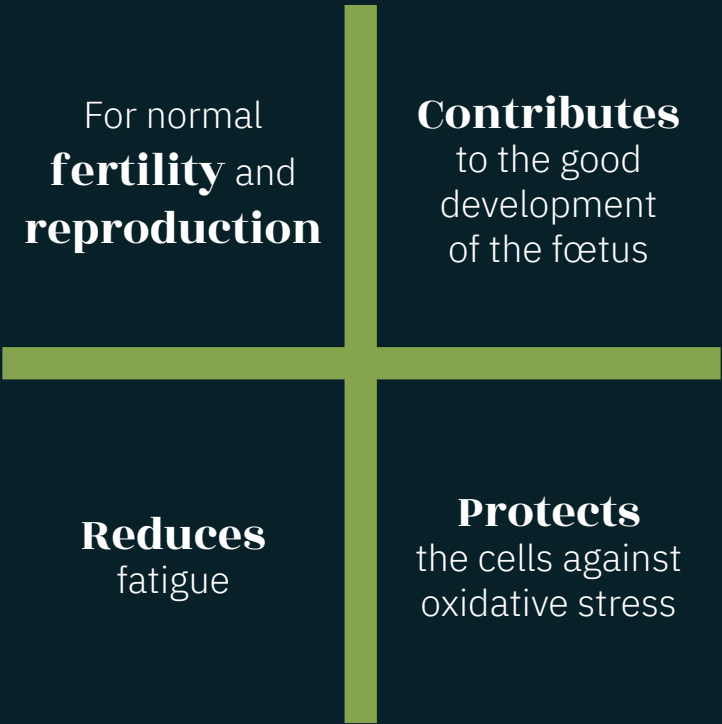 For normal
fertility and
reproduction
Contributes
to the good
development
of the fœtus
Reduces
fatigue
Protects
the cells against
oxidative stress